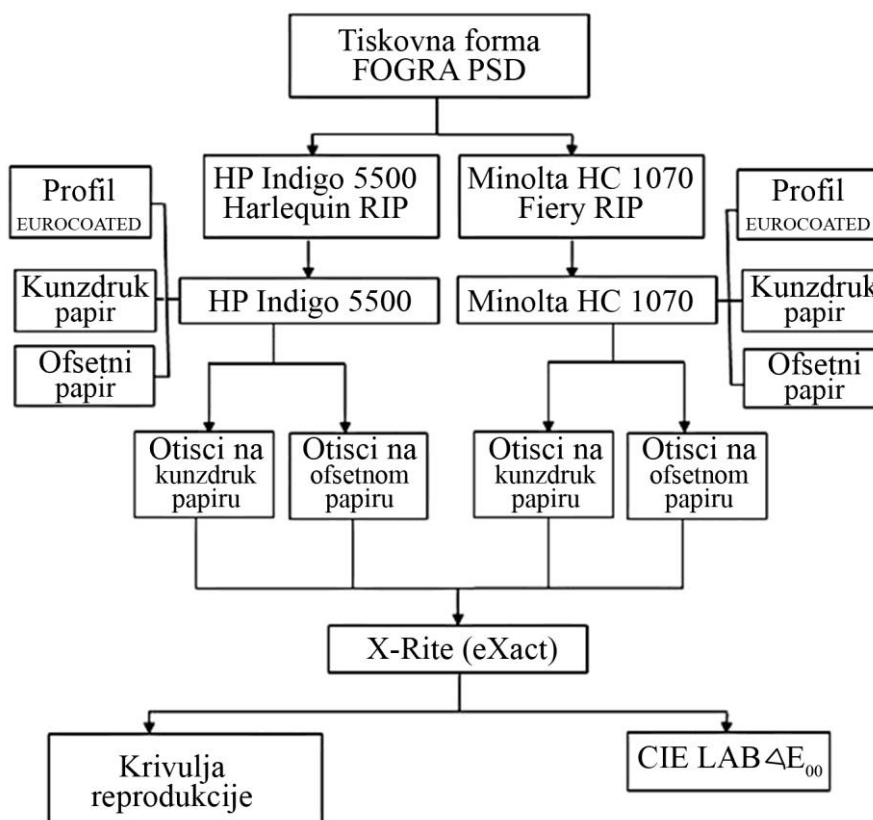 Tiskovna forma
FOGRA PSD
Profil
EUROCOATED
HP Indigo 5500
Harlequin RIP
Minolta HC 1070
Fiery RIP
Profil
EUROCOATED
Kunzdruk
papir
HP Indigo 5500
Minolta HC 1070
Kunzdruk
papir
Ofsetni
papir
Ofsetni
papir
Otisci na
kunzdruk
papiru
Otisci na
ofsetnom
papiru
Otisci na
kunzdruk
papiru
Otisci na
ofsetnom
papiru
X-Rite (eXact)
Krivulja
reprodukcije
CIE LAB ΔE₀₀